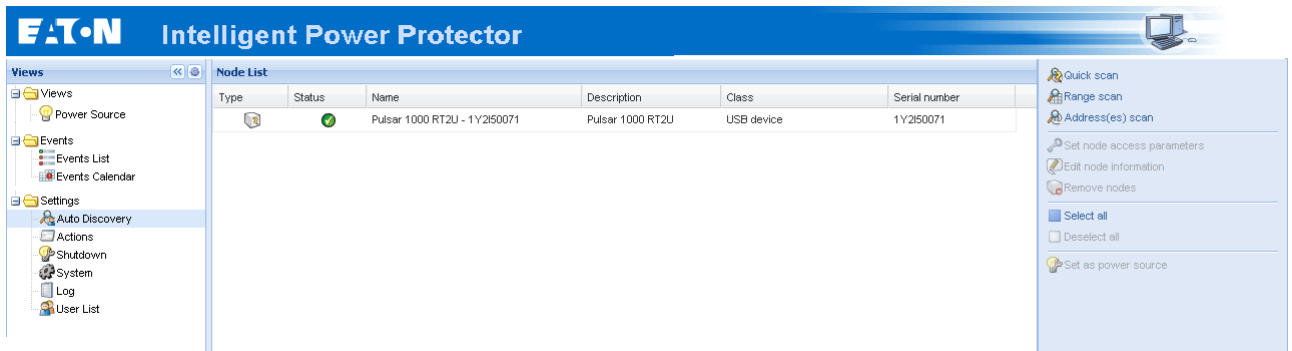 EATON Intelligent Power Protector
Views
Views
Power Source
Events
Events List
Events Calendar
Settings
Auto Discovery
Actions
Shutdown
System
Log
User List
Node List
Type Status Name Description Class Serial number
Pulsar 1000 RT2U - 1Y2I50071 Pulsar 1000 RT2U USB device 1Y2I50071
Quick scan
Range scan
Address(es) scan
Set node access parameters
Edit node information
Remove nodes
Select all
Deselect all
Set as power source